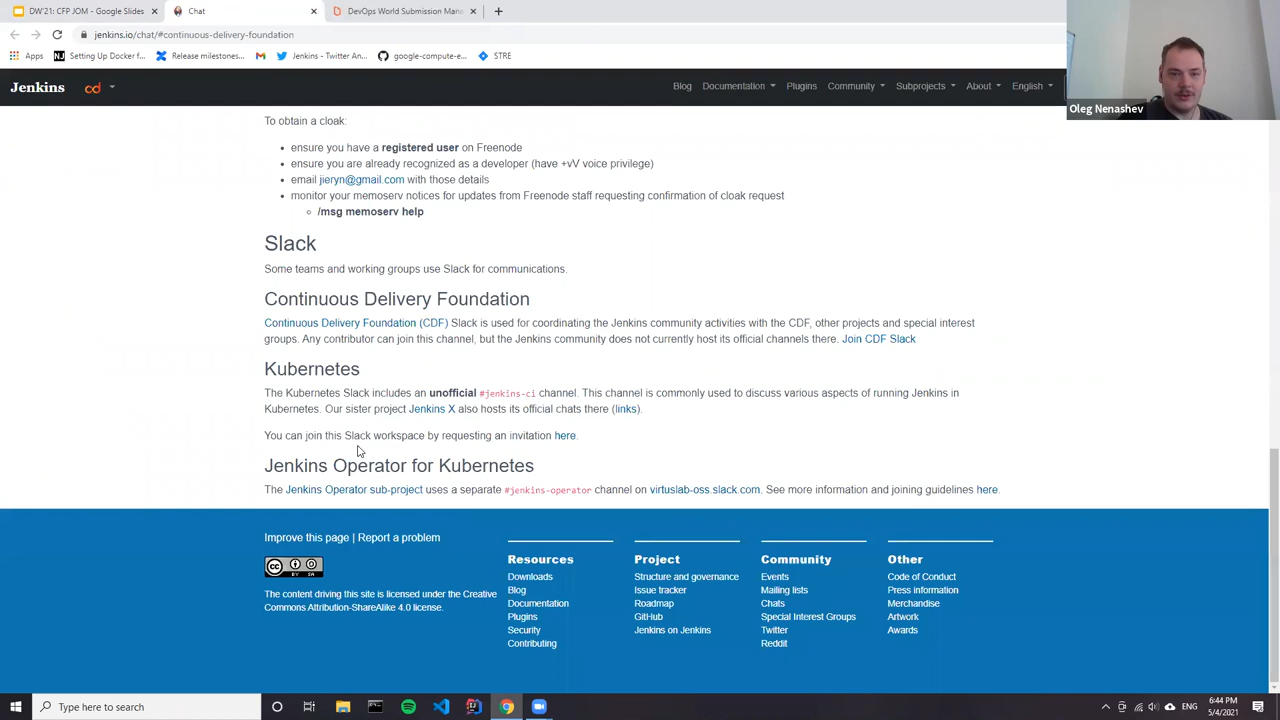 DW'21: CFP JOM - Google Slides
Chat
DevOps World Submission Mana
jenkins.io/chat/#continuous-delivery-foundation
Apps
Setting Up Docker f...
Release milestones...
Jenkins - Twitter An...
google-compute-e...
STRE
Jenkins
cd
Blog
Documentation
Plugins
Community
Subprojects
About
English
Oleg Nenashev
To obtain a cloak:
ensure you have a registered user on Freenode
ensure you are already recognized as a developer (have +vV voice privilege)
email jieryn@gmail.com with those details
monitor your memoserv notices for updates from Freenode staff requesting confirmation of cloak request
/msg memoserv help
Slack
Some teams and working groups use Slack for communications.
Continuous Delivery Foundation
Continuous Delivery Foundation (CDF) Slack is used for coordinating the Jenkins community activities with the CDF, other projects and special interest
groups. Any contributor can join this channel, but the Jenkins community does not currently host its official channels there. Join CDF Slack
Kubernetes
The Kubernetes Slack includes an unofficial #jenkins-ci channel. This channel is commonly used to discuss various aspects of running Jenkins in
Kubernetes. Our sister project Jenkins X also hosts its official chats there (links).
You can join this Slack workspace by requesting an invitation here.
Jenkins Operator for Kubernetes
The Jenkins Operator sub-project uses a separate #jenkins-operator channel on virtuslab-oss.slack.com. See more information and joining guidelines here.
Improve this page | Report a problem
cc
BY SA
The content driving this site is licensed under the Creative
Commons Attribution-ShareAlike 4.0 license.
Resources
Downloads
Blog
Documentation
Plugins
Security
Contributing
Project
Structure and governance
Issue tracker
Roadmap
GitHub
Jenkins on Jenkins
Community
Events
Mailing lists
Chats
Special Interest Groups
Twitter
Reddit
Other
Code of Conduct
Press information
Merchandise
Artwork
Awards
Type here to search
6:44 PM
ENG
5/4/2021